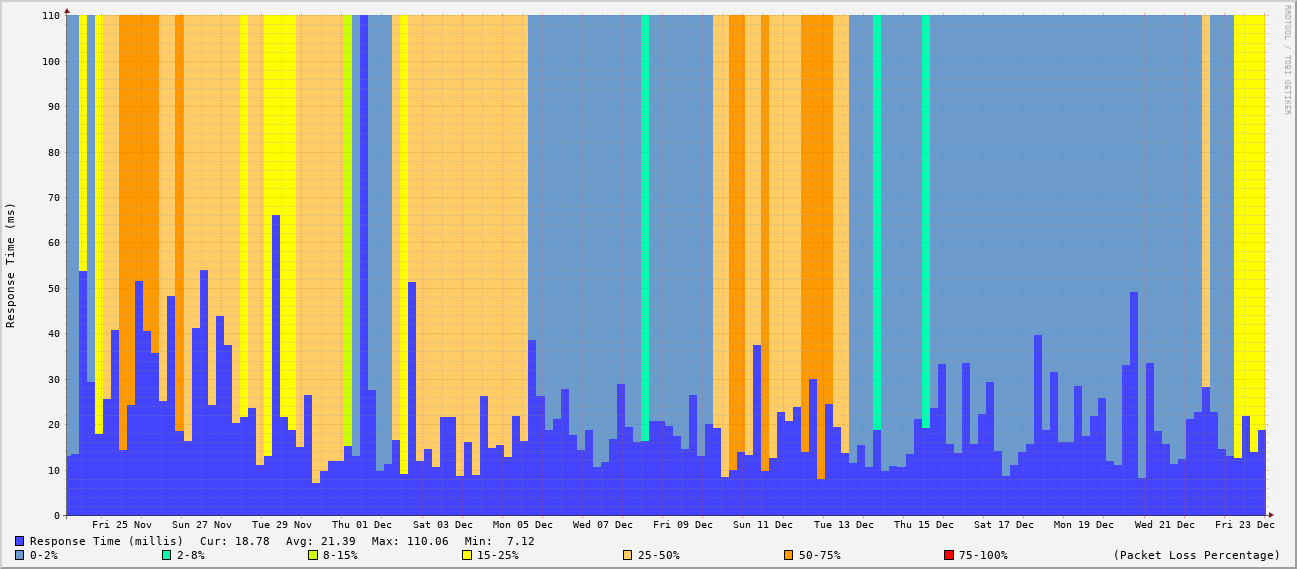 110
100
90
80
70
60
50
40
30
20
10
0
Response Time (ms)
RRDTOOL / TOBI OETIKER
Fri 25 Nov Sun 27 Nov Tue 29 Nov Thu 01 Dec Sat 03 Dec Mon 05 Dec Wed 07 Dec Fri 09 Dec Sun 11 Dec Tue 13 Dec Thu 15 Dec Sat 17 Dec Mon 19 Dec Wed 21 Dec Fri 23 Dec
Response Time (millis) Cur: 18.78 Avg: 21.39 Max: 110.06 Min: 7.12
0-2% 2-8% 8-15% 15-25% 25-50% 50-75% 75-100% (Packet Loss Percentage)